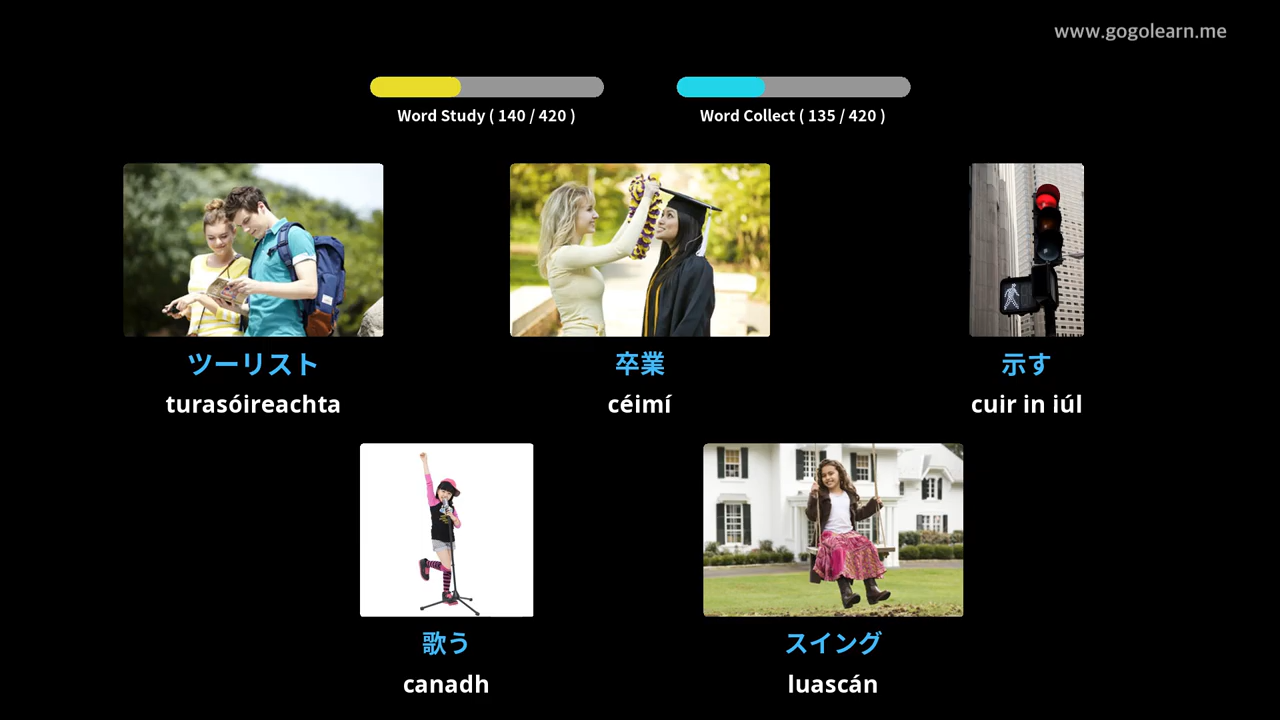 www.gogolearn.me
Word Study ( 140 / 420 )
Word Collect ( 135 / 420 )
ツーリスト
turasóireachta
卒業
céimí
示す
cuir in iúl
歌う
canadh
スイング
luascán